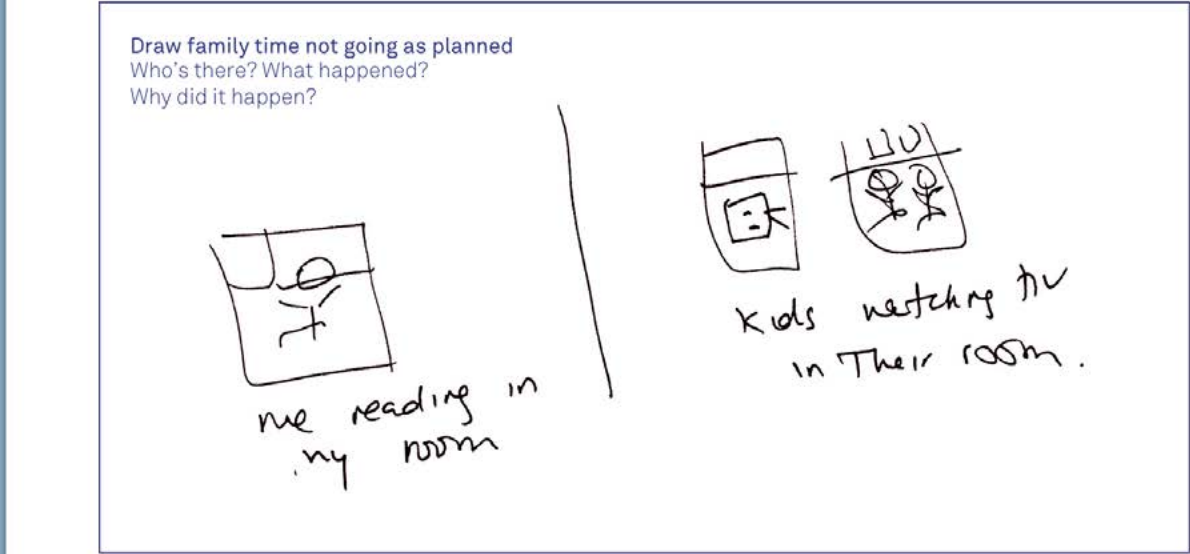 Draw family time not going as planned
Who's there? What happened?
Why did it happen?
me reading in
my room
Kids watching TV
in Their room.